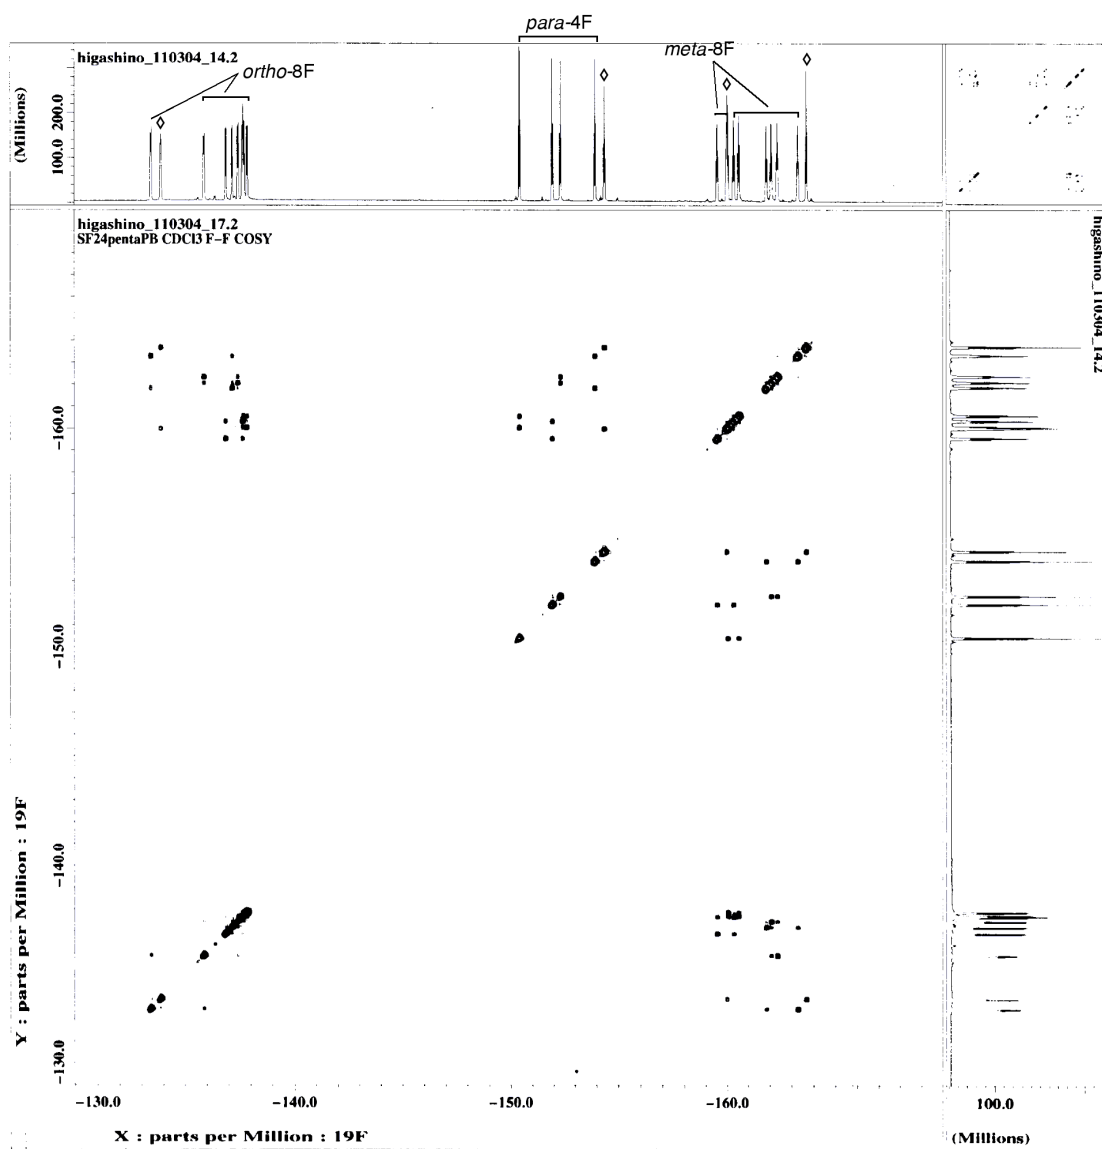 para-4F
higashino_110304_14.2
ortho-8F
meta-8F
(Millions)
100.0 200.0
higashino_110304_17.2
SF24pentaPB CDCl3 F-F COSY
higashino_110304_14.2
-160.0
-150.0
-140.0
-130.0
Y : parts per Million : 19F
-130.0 -140.0 -150.0 -160.0
X : parts per Million : 19F
100.0
(Millions)